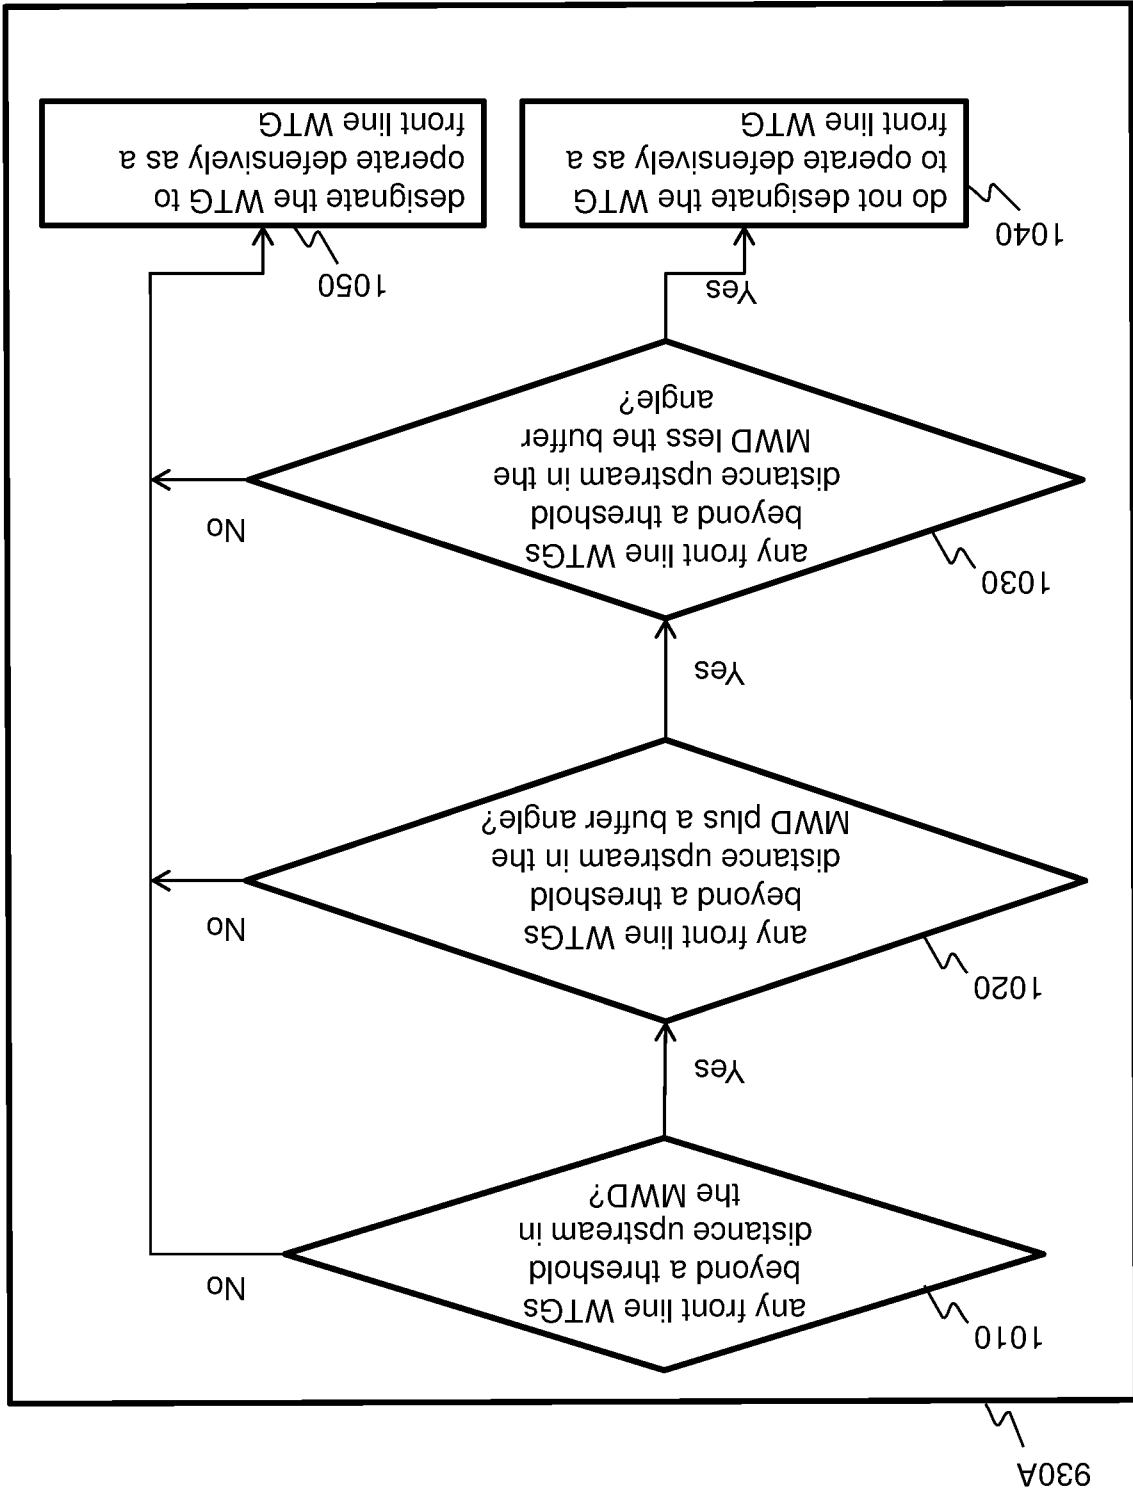 930A
1010
any front line WTGs
beyond a threshold
distance upstream in
the MWD?
No
Yes
1020
any front line WTGs
beyond a threshold
distance upstream in the
MWD plus a buffer angle?
No
Yes
1030
any front line WTGs
beyond a threshold
distance upstream in the
MWD less the buffer
angle?
No
Yes
1040
do not designate the WTG
to operate defensively as a
front line WTG
1050
designate the WTG to
operate defensively as a
front line WTG